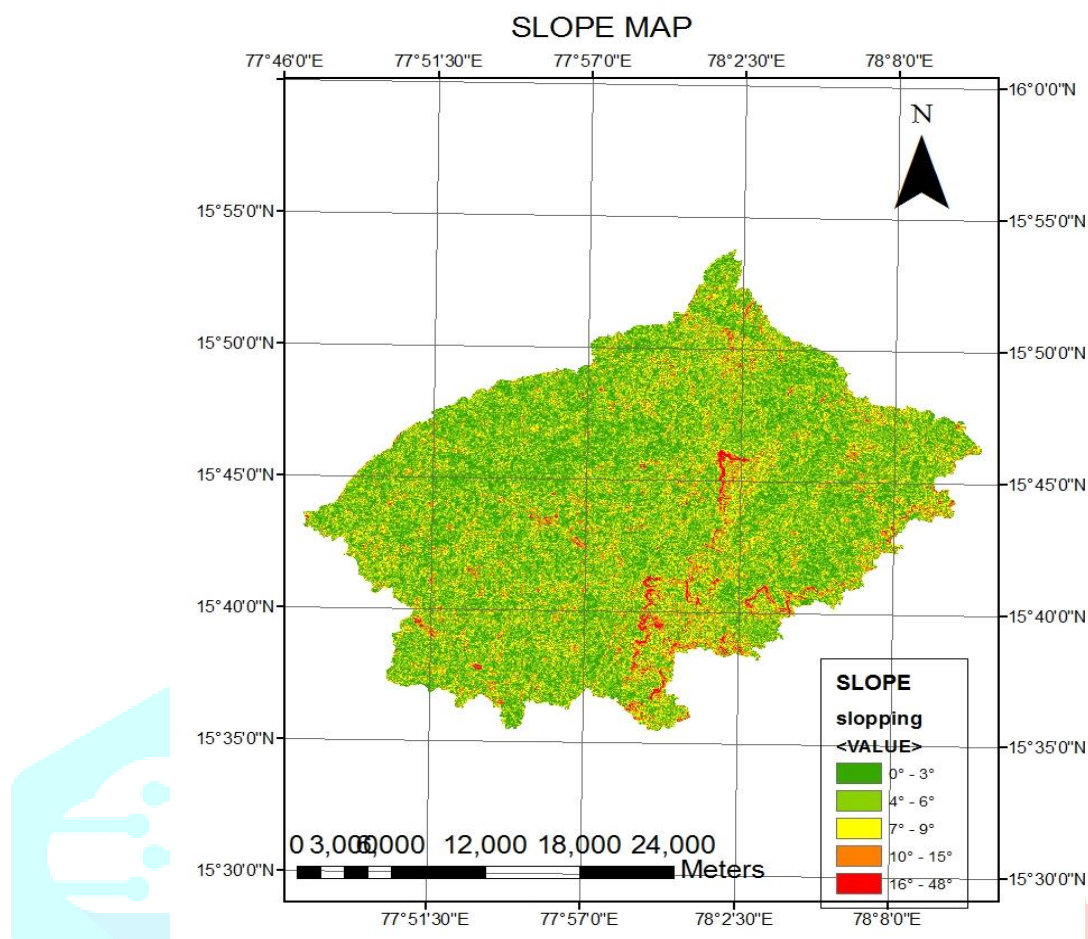 SLOPE MAP
77°46'0"E 77°51'30"E 77°57'0"E 78°2'30"E 78°8'0"E
16°0'0"N
N
15°55'0"N 15°55'0"N
15°50'0"N 15°50'0"N
15°45'0"N 15°45'0"N
15°40'0"N 15°40'0"N
SLOPE
slopping
15°35'0"N <VALUE> 15°35'0"N
0° - 3°
4° - 6°
7° - 9°
0 3,000 6,000 12,000 18,000 24,000
10° - 15°
15°30'0"N Meters 15°30'0"N
16° - 48°
77°51'30"E 77°57'0"E 78°2'30"E 78°8'0"E